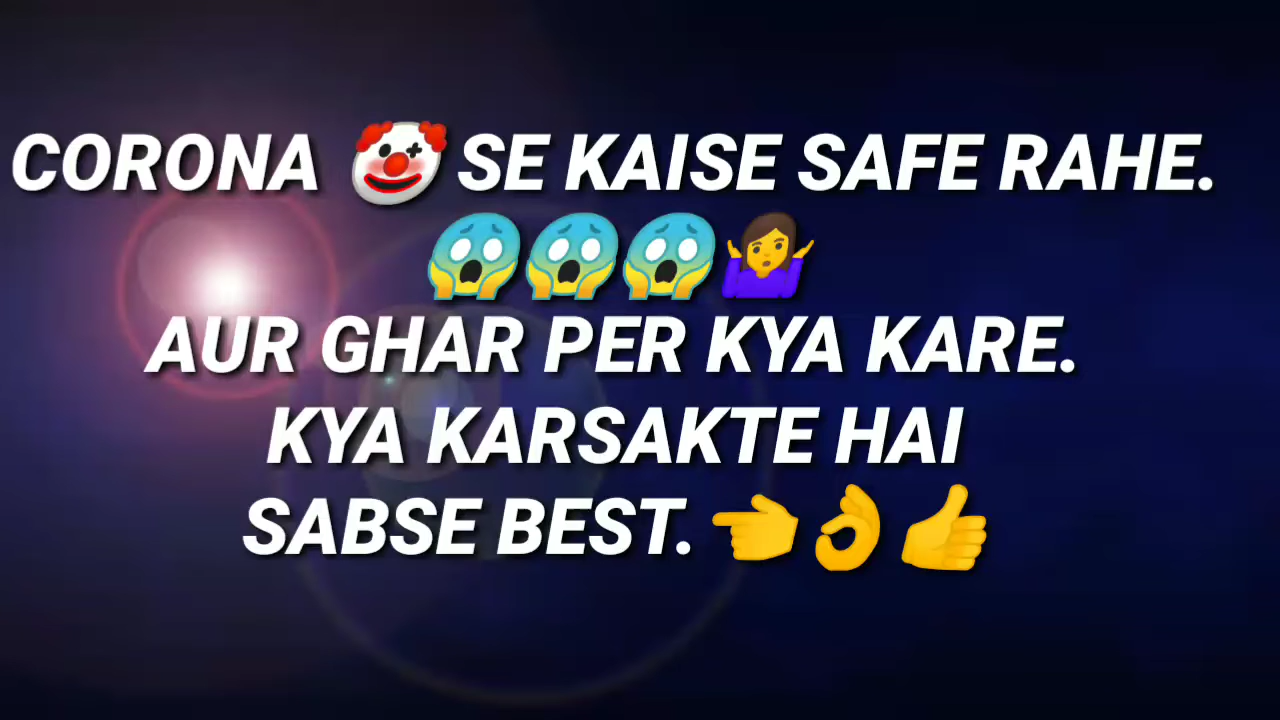 CORONA 🤡 SE KAISE SAFE RAHE.
😱😱😱🤷‍♀️
AUR GHAR PER KYA KARE.
KYA KARSAKTE HAI
SABSE BEST. 👈👌👍